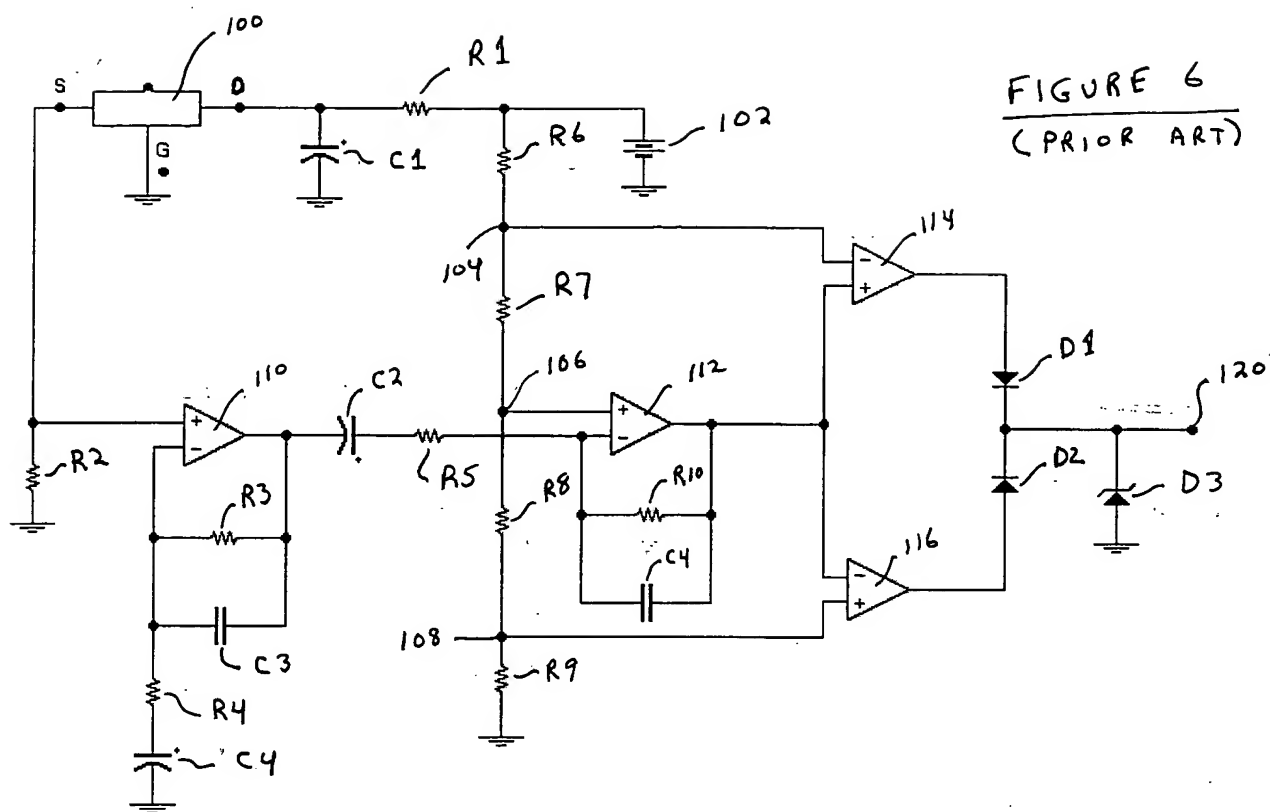 100
R1
FIGURE 6
(PRIOR ART)
S
D
G
+
C1
R6
102
104
114
-
+
R7
106
D1
120
110
C2
112
+
-
+
-
+
R2
R5
R3
R8
R10
D2
D3
C4
116
-
+
108
C3
R9
R4
+
C4